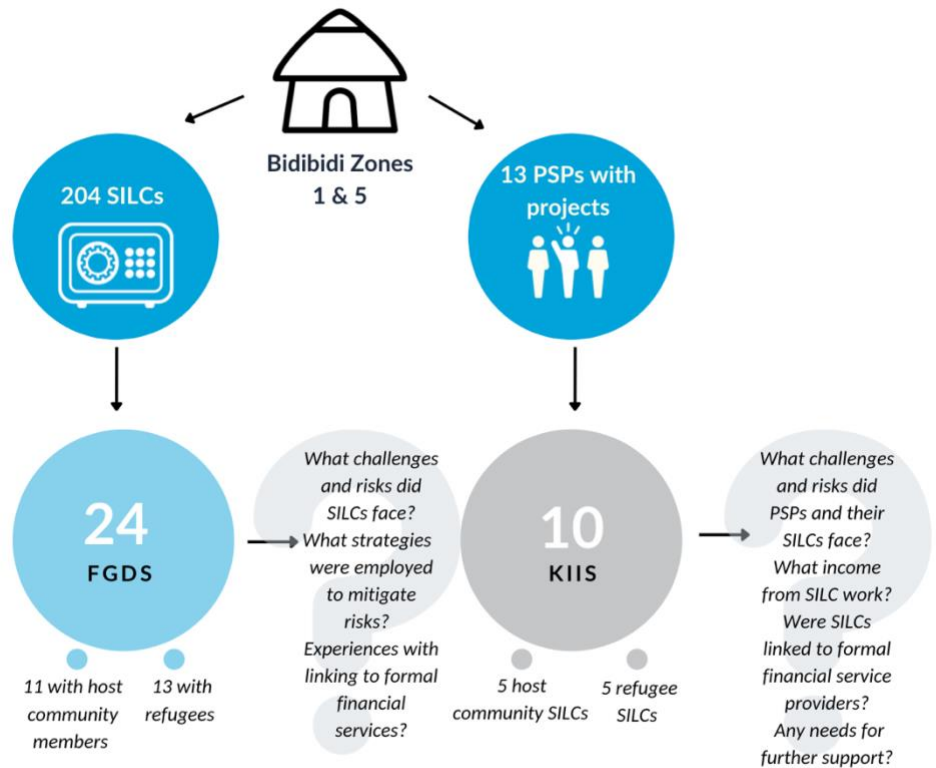 Bidibidi Zones
1 & 5
204 SILCs
13 PSPs with
projects
24
FGDS
11 with host
community
members
13 with
refugees
What challenges
and risks did
SILCs face?
What strategies
were employed
to mitigate
risks?
Experiences with
linking to formal
financial
services?
10
KIIS
5 host
community SILCs
5 refugee
SILCs
What challenges
and risks did
PSPs and their
SILCs face?
What income
from SILC work?
Were SILCs
linked to formal
financial service
providers?
Any needs for
further support?